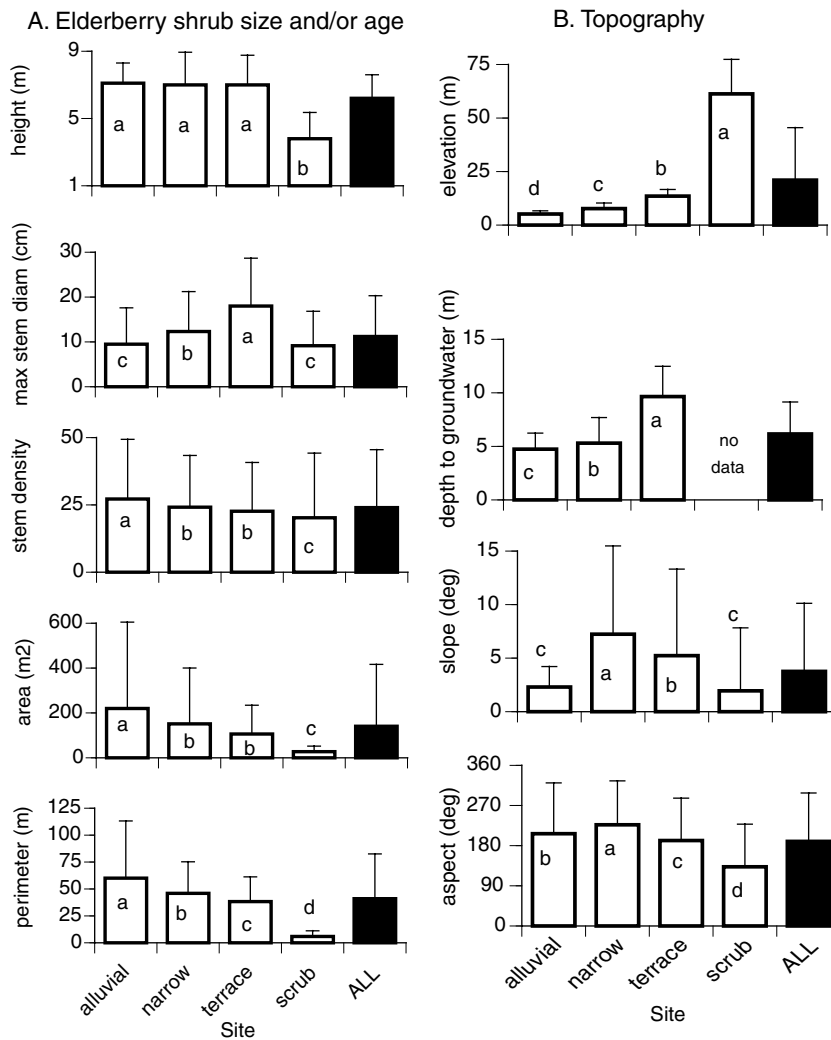 A. Elderberry shrub size and/or age
height (m)
9
5
1
a
a
a
b
max stem diam (cm)
30
20
10
0
c
b
a
c
stem density
50
25
0
a
b
b
c
area (m2)
600
400
200
0
a
b
b
c
perimeter (m)
125
100
75
50
25
0
a
b
c
d
alluvial
narrow
terrace
scrub
ALL
Site
B. Topography
elevation (m)
75
50
25
0
d
c
b
a
depth to groundwater (m)
15
10
5
0
c
b
a
no
data
slope (deg)
15
10
5
0
c
a
b
c
aspect (deg)
360
270
180
90
0
b
a
c
d
alluvial
narrow
terrace
scrub
ALL
Site